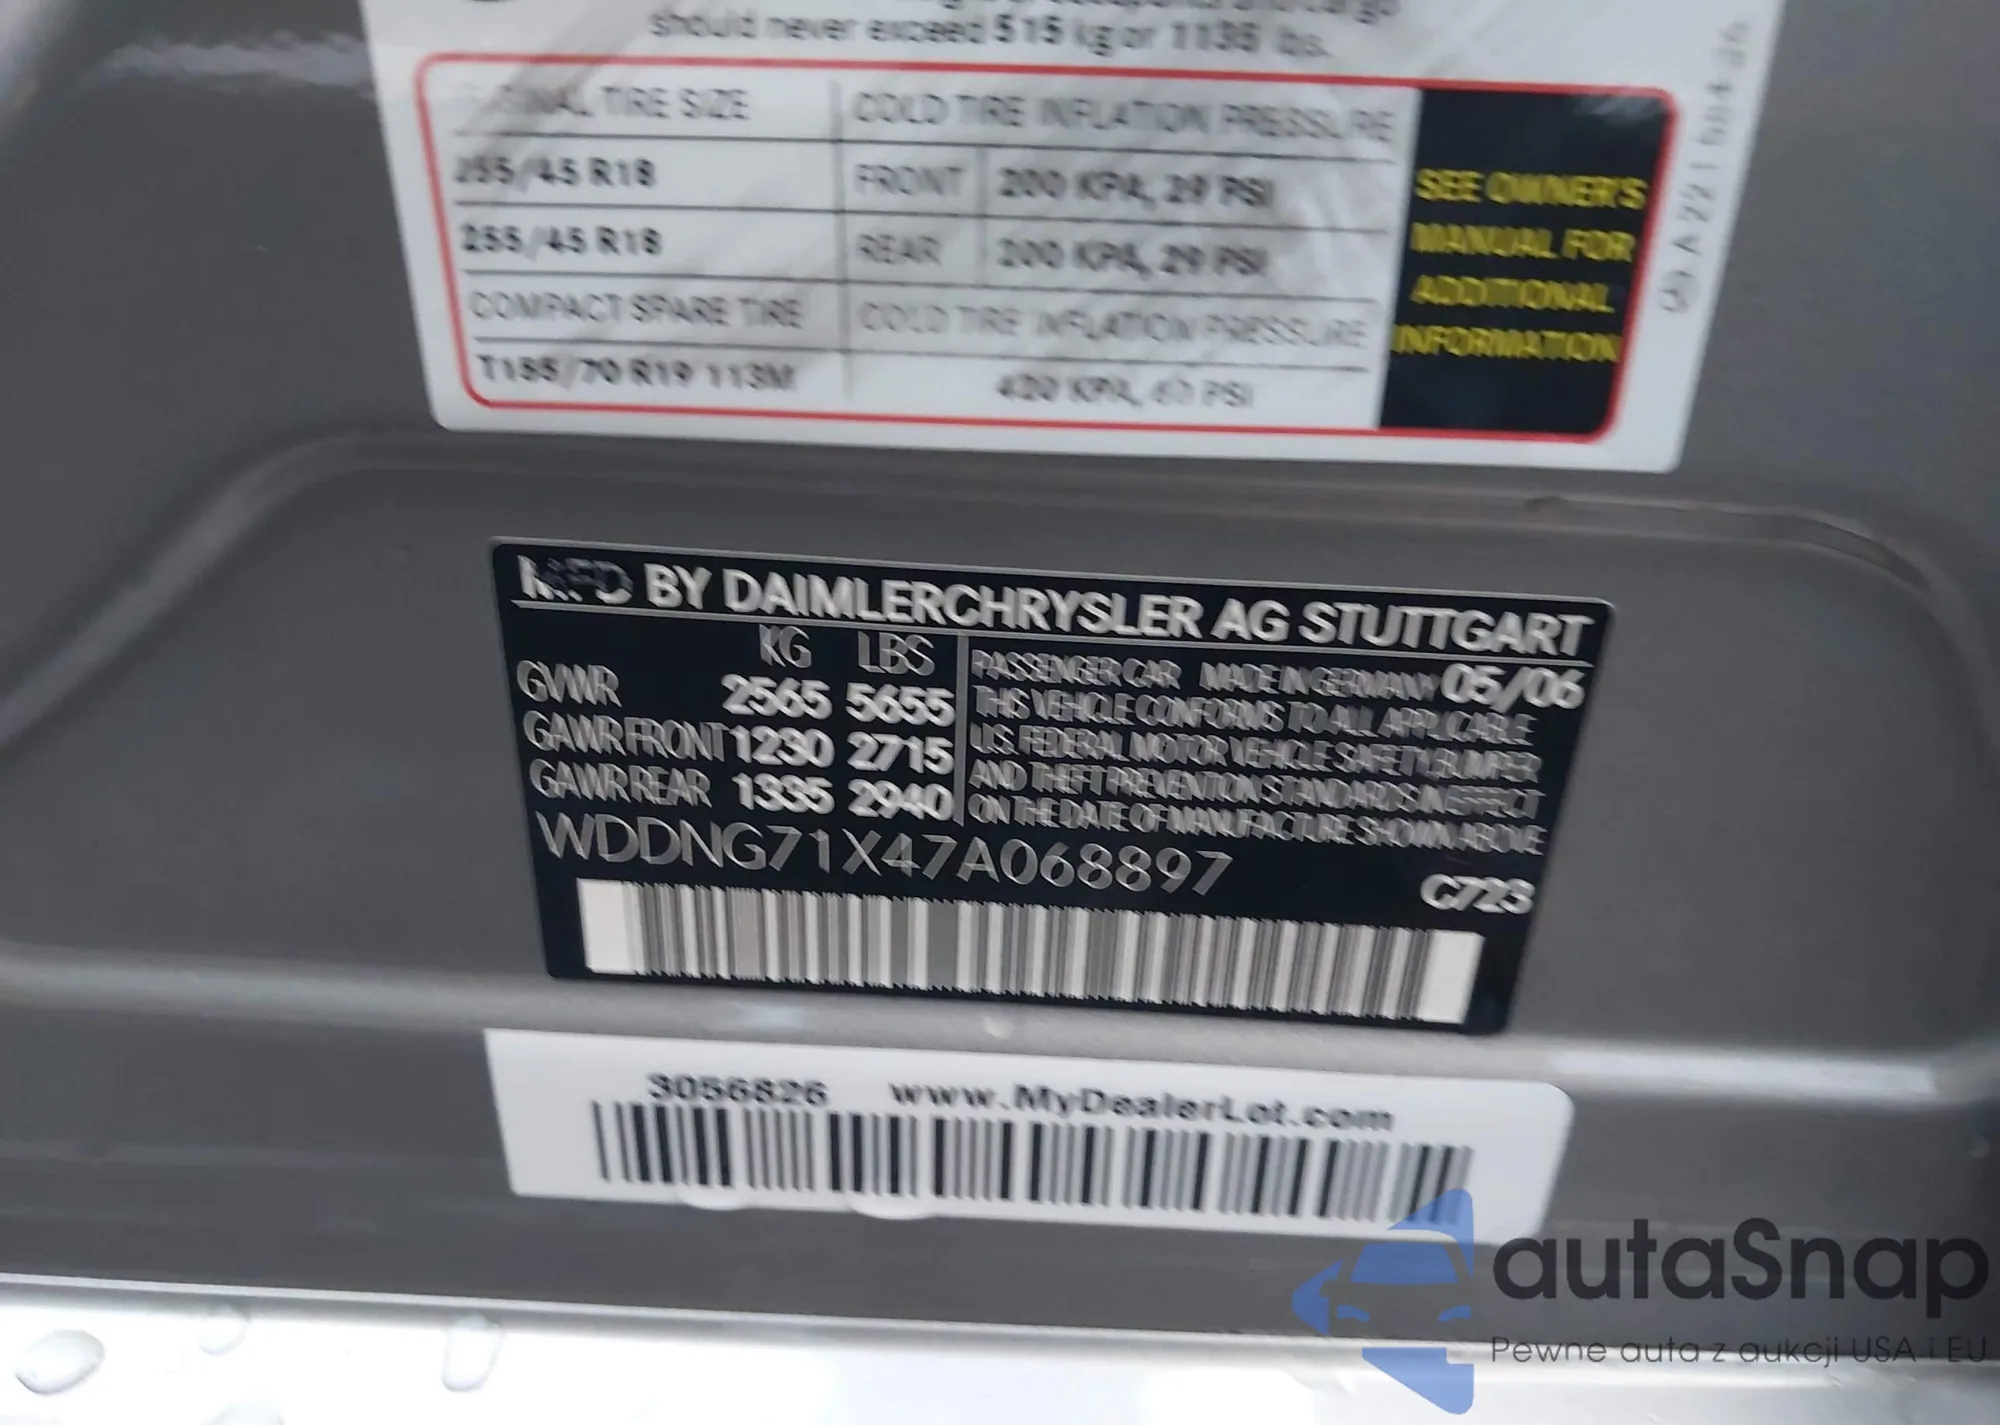 should never exceed 515 kg or 1135 lbs.
TIRE SIZE COLD TIRE INFLATION PRESSURE
255/45 R18 FRONT 200 KPA, 29 PSI
255/45 R18 REAR 200 KPA, 29 PSI
COMPACT SPARE TIRE COLD TIRE INFLATION PRESSURE
T155/70 R19 113M 420 KPA, PSI
SEE OWNER'S
MANUAL FOR
ADDITIONAL
INFORMATION
MFD BY DAIMLERCHRYSLER AG STUTTGART
KG LBS
GVWR 2565 5655
GAWR FRONT 1230 2715
GAWR REAR 1335 2940
PASSENGER CAR MADE IN GERMANY 05/06
THIS VEHICLE CONFORMS TO ALL APPLICABLE
U.S. FEDERAL MOTOR VEHICLE SAFETY, BUMPER
AND THEFT PREVENTION STANDARDS IN EFFECT
ON THE DATE OF MANUFACTURE SHOWN ABOVE
WDDNG71X47A068897
C723
3056826 www.MyDealerLot.com
autaSnap
Pewne auta z aukcji USA i EU